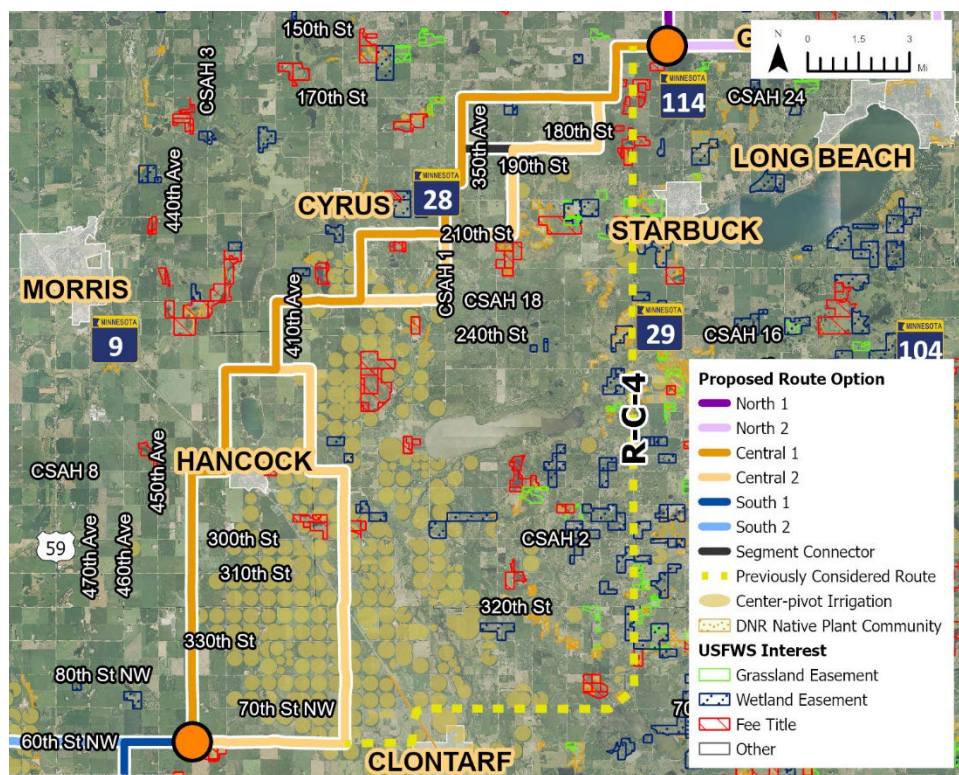 150th St
G
N
0 1.5 3
Mi
CSAH 3
170th St
MINNESOTA
114
CSAH 24
180th St
350th Ave
190th St
LONG BEACH
440th Ave
CYRUS
MINNESOTA
28
STARBUCK
210th St
MORRIS
CSAH 1
410th Ave
CSAH 18
MINNESOTA
9
240th St
MINNESOTA
29
CSAH 16
MINNESOTA
104
R-C-4
HANCOCK
CSAH 8
450th Ave
59
470th Ave
460th Ave
300th St
310th St
CSAH 2
320th St
330th St
80th St NW
70th St NW
70
60th St NW
CLONTARF
Proposed Route Option
North 1
North 2
Central 1
Central 2
South 1
South 2
Segment Connector
Previously Considered Route
Center-pivot Irrigation
DNR Native Plant Community
USFWS Interest
Grassland Easement
Wetland Easement
Fee Title
Other